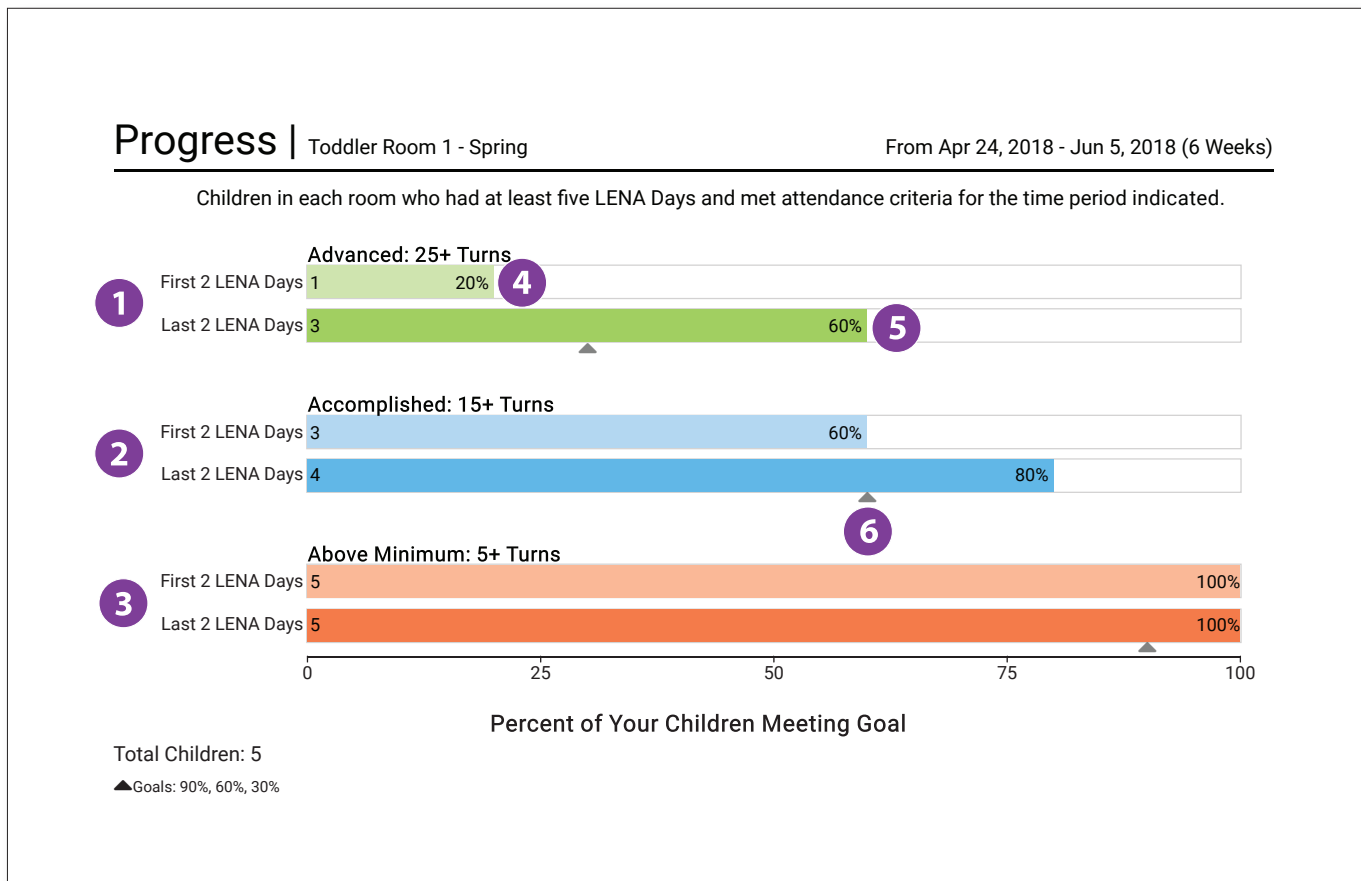 Progress | Toddler Room 1 - Spring From Apr 24, 2018 - Jun 5, 2018 (6 Weeks)
Children in each room who had at least five LENA Days and met attendance criteria for the time period indicated.
Advanced: 25+ Turns
1 First 2 LENA Days 1 20% 4
Last 2 LENA Days 3 60% 5
Accomplished: 15+ Turns
2 First 2 LENA Days 3 60%
Last 2 LENA Days 4 80%
6
Above Minimum: 5+ Turns
3 First 2 LENA Days 5 100%
Last 2 LENA Days 5 100%
0 25 50 75 100
Percent of Your Children Meeting Goal
Total Children: 5
Goals: 90%, 60%, 30%